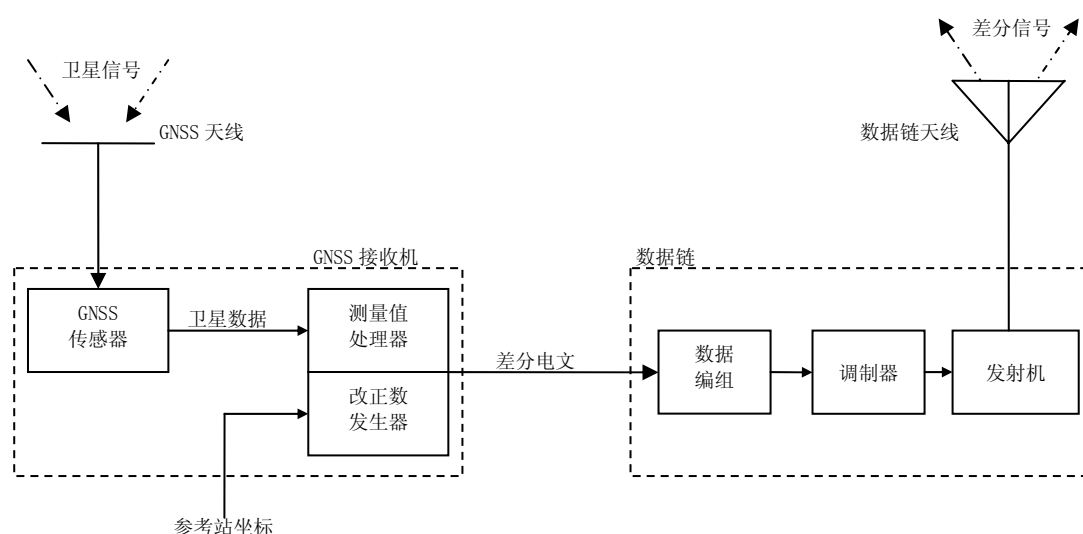 差分信号
卫星信号
GNSS 天线
数据链天线
GNSS 接收机
数据链
GNSS
传感器
卫星数据
测量值
处理器
改正数
发生器
差分电文
数据
编组
调制器
发射机
参考站坐标